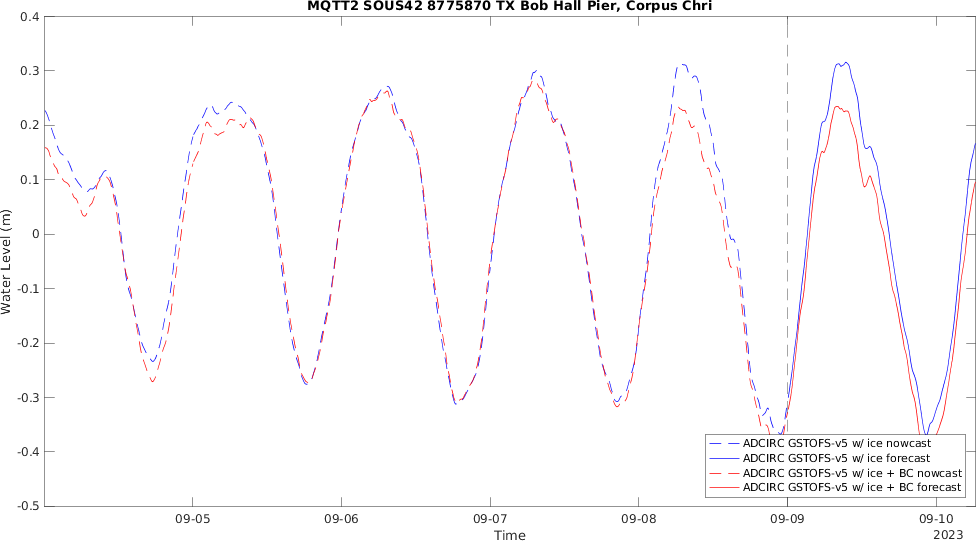 MQTT2 SOUS42 8775870 TX Bob Hall Pier, Corpus Chri
0.4
0.3
0.2
0.1
0
-0.1
-0.2
-0.3
-0.4
-0.5
Water Level (m)
ADCIRC GSTOFS-v5 w/ ice nowcast
ADCIRC GSTOFS-v5 w/ ice forecast
ADCIRC GSTOFS-v5 w/ ice + BC nowcast
ADCIRC GSTOFS-v5 w/ ice + BC forecast
09-05 09-06 09-07 09-08 09-09 09-10
Time
2023